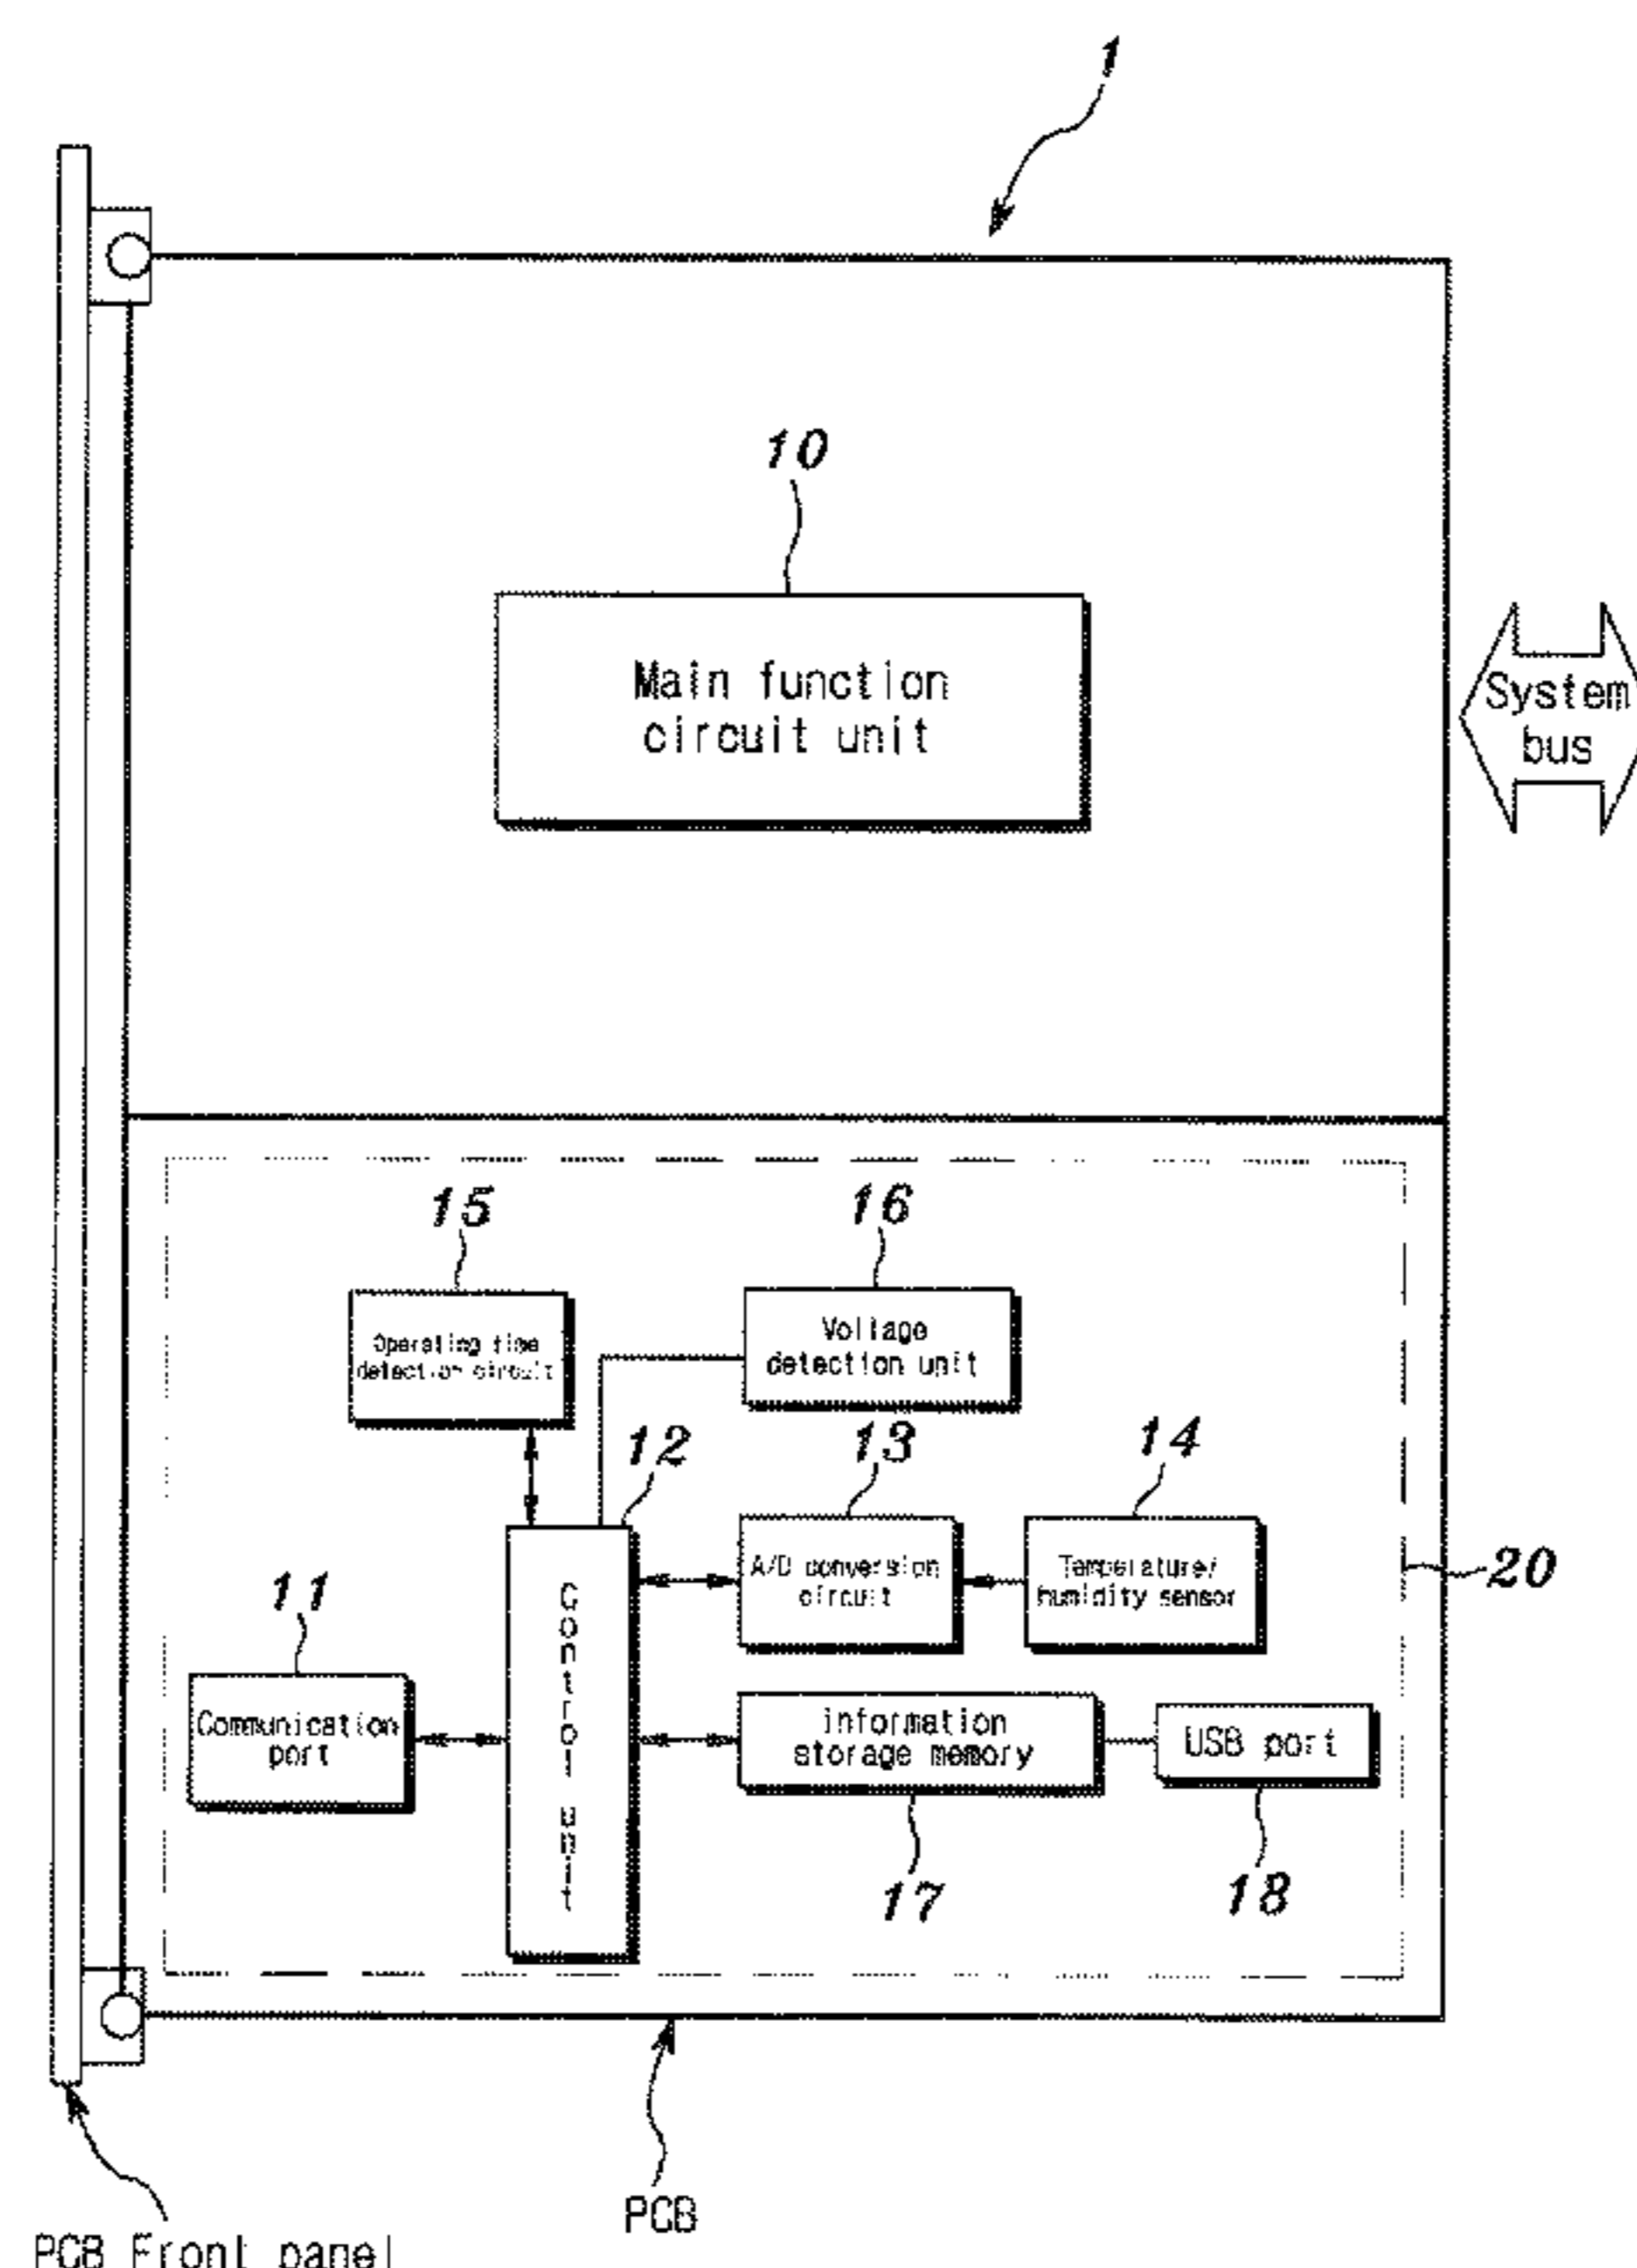 1
10
Main function
circuit unit
System
bus
15
16
Operating time
detection circuit
Voltage
detection unit
12
13
14
A/D conversion
circuit
Temperature/
humidity sensor
20
11
Control unit
Communication
port
information
storage memory
USB port
17
18
PCB
PCB Front panel